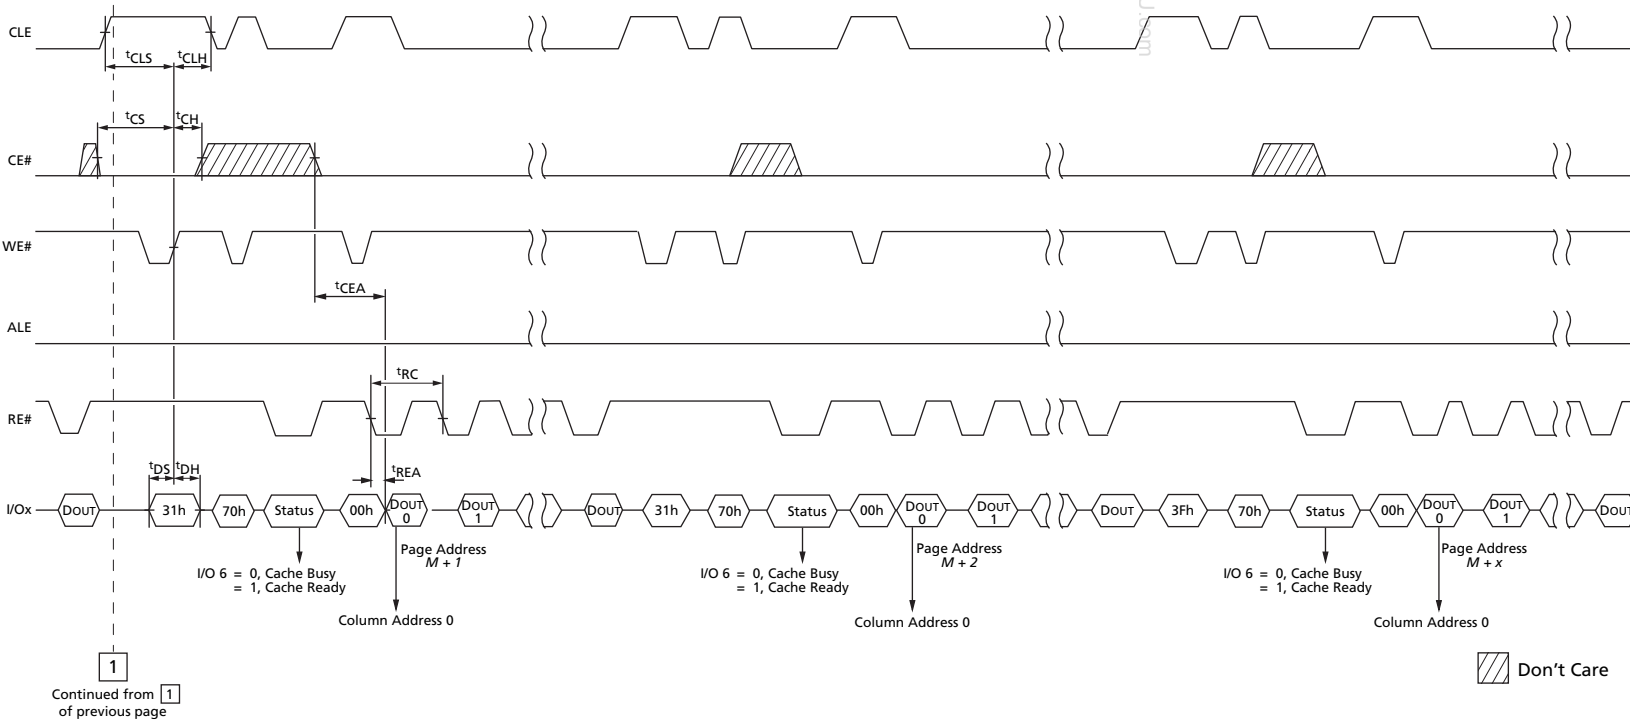 J.com
CLE
tCLS
tCLH
tCS
tCH
CE#
WE#
tCEA
ALE
tRC
RE#
tREA
tDS
tDH
I/Ox
DOUT
31h
70h
Status
00h
DOUT 0
DOUT 1
DOUT
31h
70h
Status
00h
DOUT 0
DOUT 1
DOUT
3Fh
70h
Status
00h
DOUT 0
DOUT 1
DOUT
I/O 6 = 0, Cache Busy
= 1, Cache Ready
Page Address
M + 1
Column Address 0
I/O 6 = 0, Cache Busy
= 1, Cache Ready
Page Address
M + 2
Column Address 0
I/O 6 = 0, Cache Busy
= 1, Cache Ready
Page Address
M + x
Column Address 0
1
Continued from 1
of previous page
Don't Care